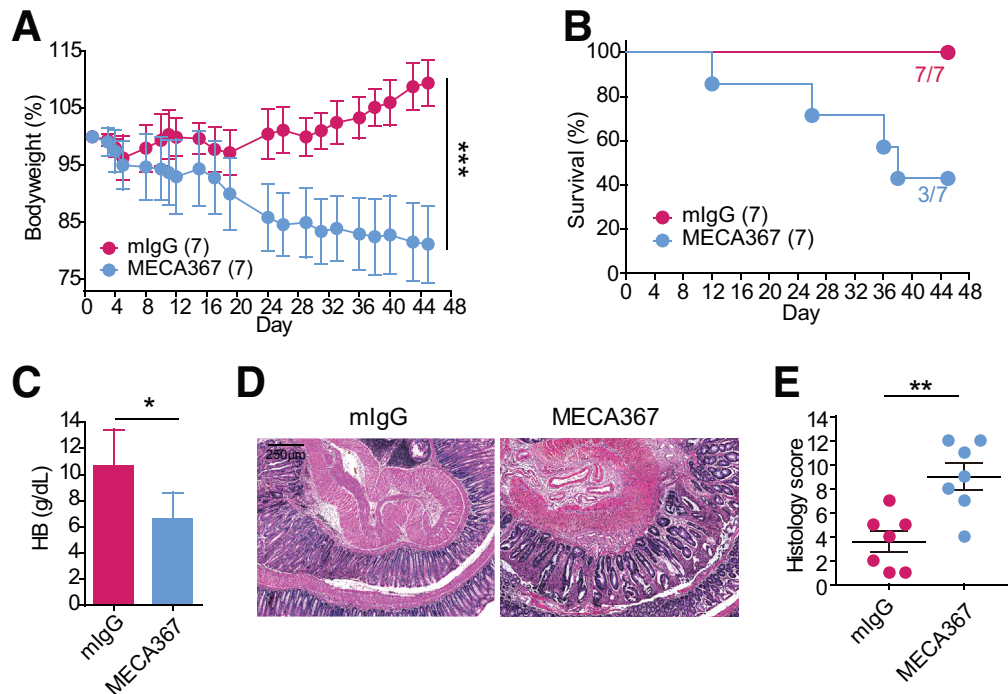 A
Bodyweight (%)
115
105
95
85
75
mIgG (7)
MECA367 (7)
***
0 4 8 12 16 20 24 28 32 36 40 44 48
Day
B
Survival (%)
100
80
60
40
20
0
7/7
3/7
mIgG (7)
MECA367 (7)
0 4 8 12 16 20 24 28 32 36 40 44 48
Day
C
HB (g/dL)
14
12
10
8
6
4
2
0
*
mIgG
MECA367
D
mIgG
MECA367
250μm
E
Histology score
14
12
10
8
6
4
2
0
**
mIgG
MECA367